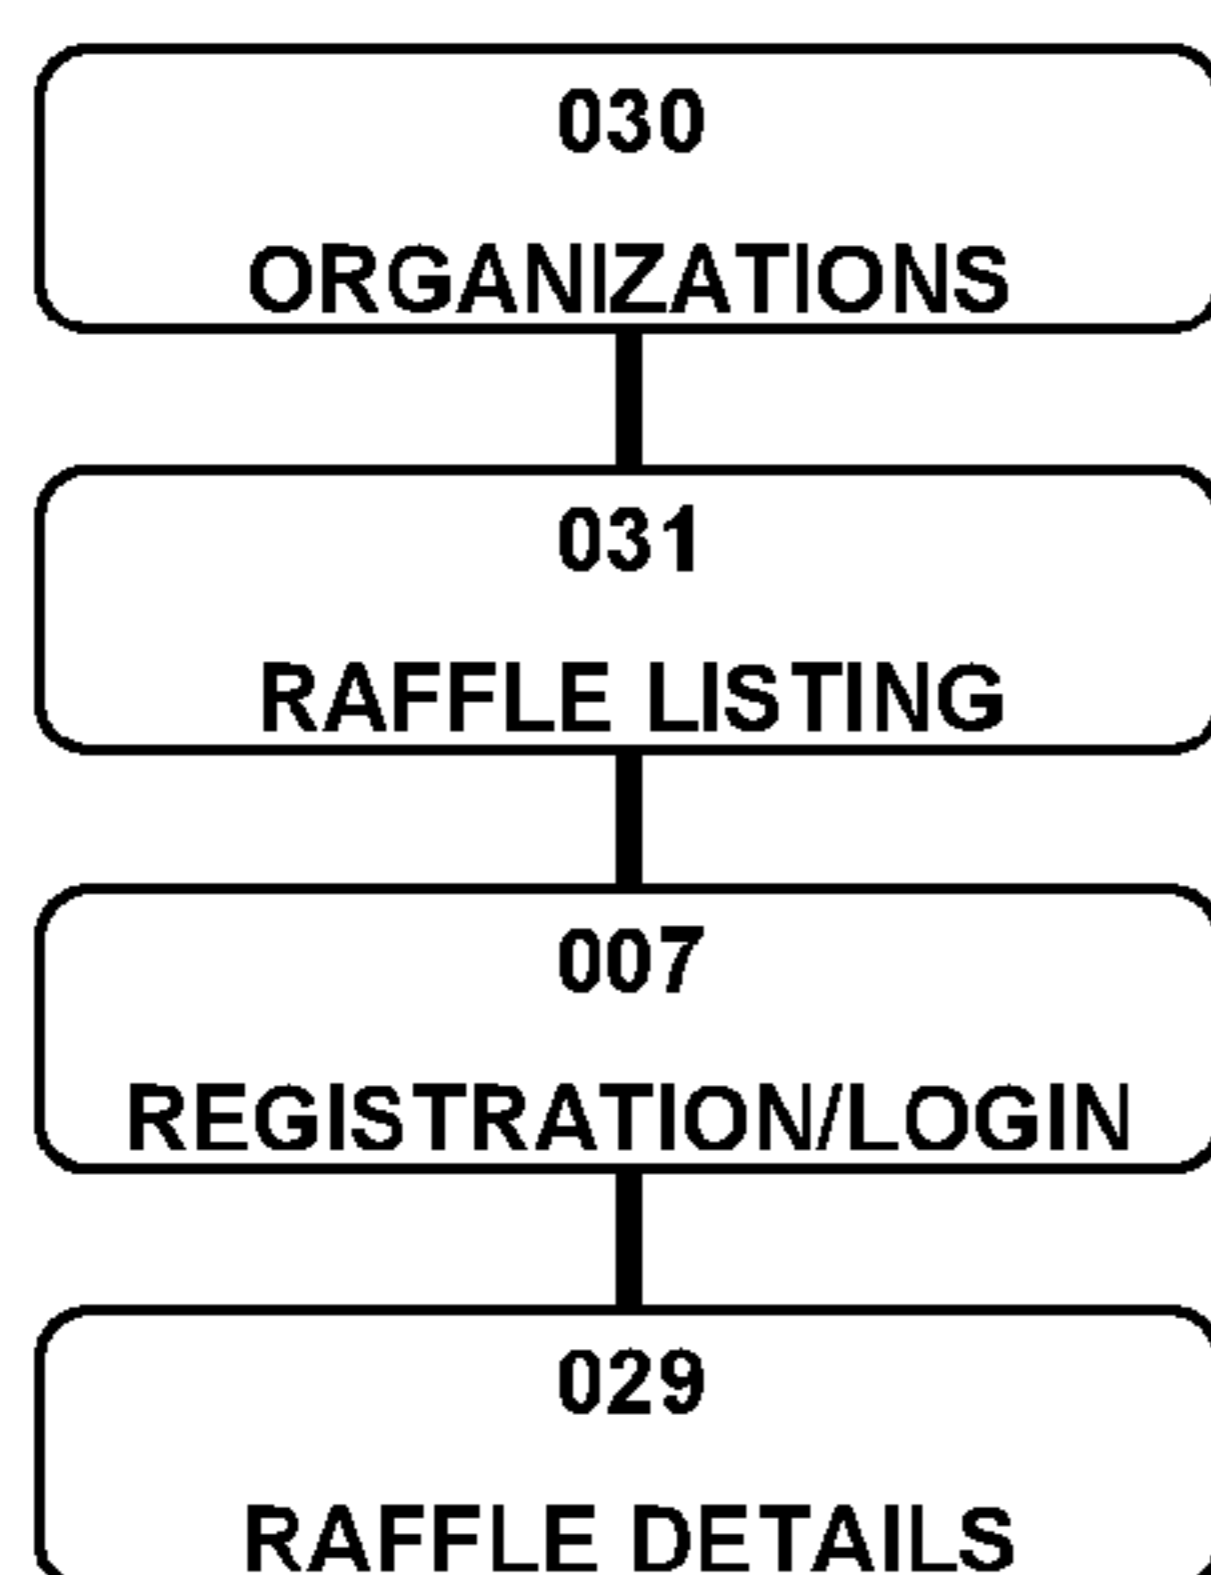 030
ORGANIZATIONS
031
RAFFLE LISTING
007
REGISTRATION/LOGIN
029
RAFFLE DETAILS